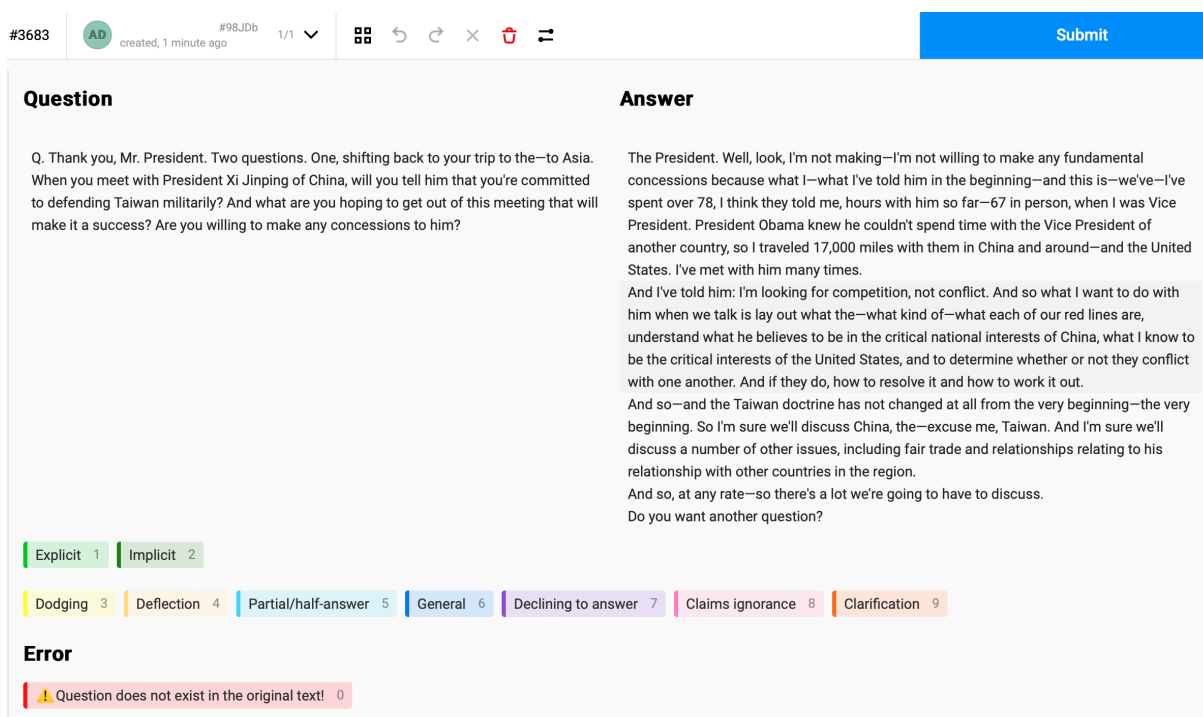 #3683
AD
#98JDb
created, 1 minute ago
1/1
Submit
Question
Q. Thank you, Mr. President. Two questions. One, shifting back to your trip to the—to Asia.
When you meet with President Xi Jinping of China, will you tell him that you're committed
to defending Taiwan militarily? And what are you hoping to get out of this meeting that will
make it a success? Are you willing to make any concessions to him?
Answer
The President. Well, look, I'm not making—I'm not willing to make any fundamental
concessions because what I—what I've told him in the beginning—and this is—we've—I've
spent over 78, I think they told me, hours with him so far—67 in person, when I was Vice
President. President Obama knew he couldn't spend time with the Vice President of
another country, so I traveled 17,000 miles with them in China and around—and the United
States. I've met with him many times.
And I've told him: I'm looking for competition, not conflict. And so what I want to do with
him when we talk is lay out what the—what kind of—what each of our red lines are,
understand what he believes to be in the critical national interests of China, what I know to
be the critical interests of the United States, and to determine whether or not they conflict
with one another. And if they do, how to resolve it and how to work it out.
And so—and the Taiwan doctrine has not changed at all from the very beginning—the very
beginning. So I'm sure we'll discuss China, the—excuse me, Taiwan. And I'm sure we'll
discuss a number of other issues, including fair trade and relationships relating to his
relationship with other countries in the region.
And so, at any rate—so there's a lot we're going to have to discuss.
Do you want another question?
Explicit 1 Implicit 2
Dodging 3 Deflection 4 Partial/half-answer 5 General 6 Declining to answer 7 Claims ignorance 8 Clarification 9
Error
Question does not exist in the original text! 0